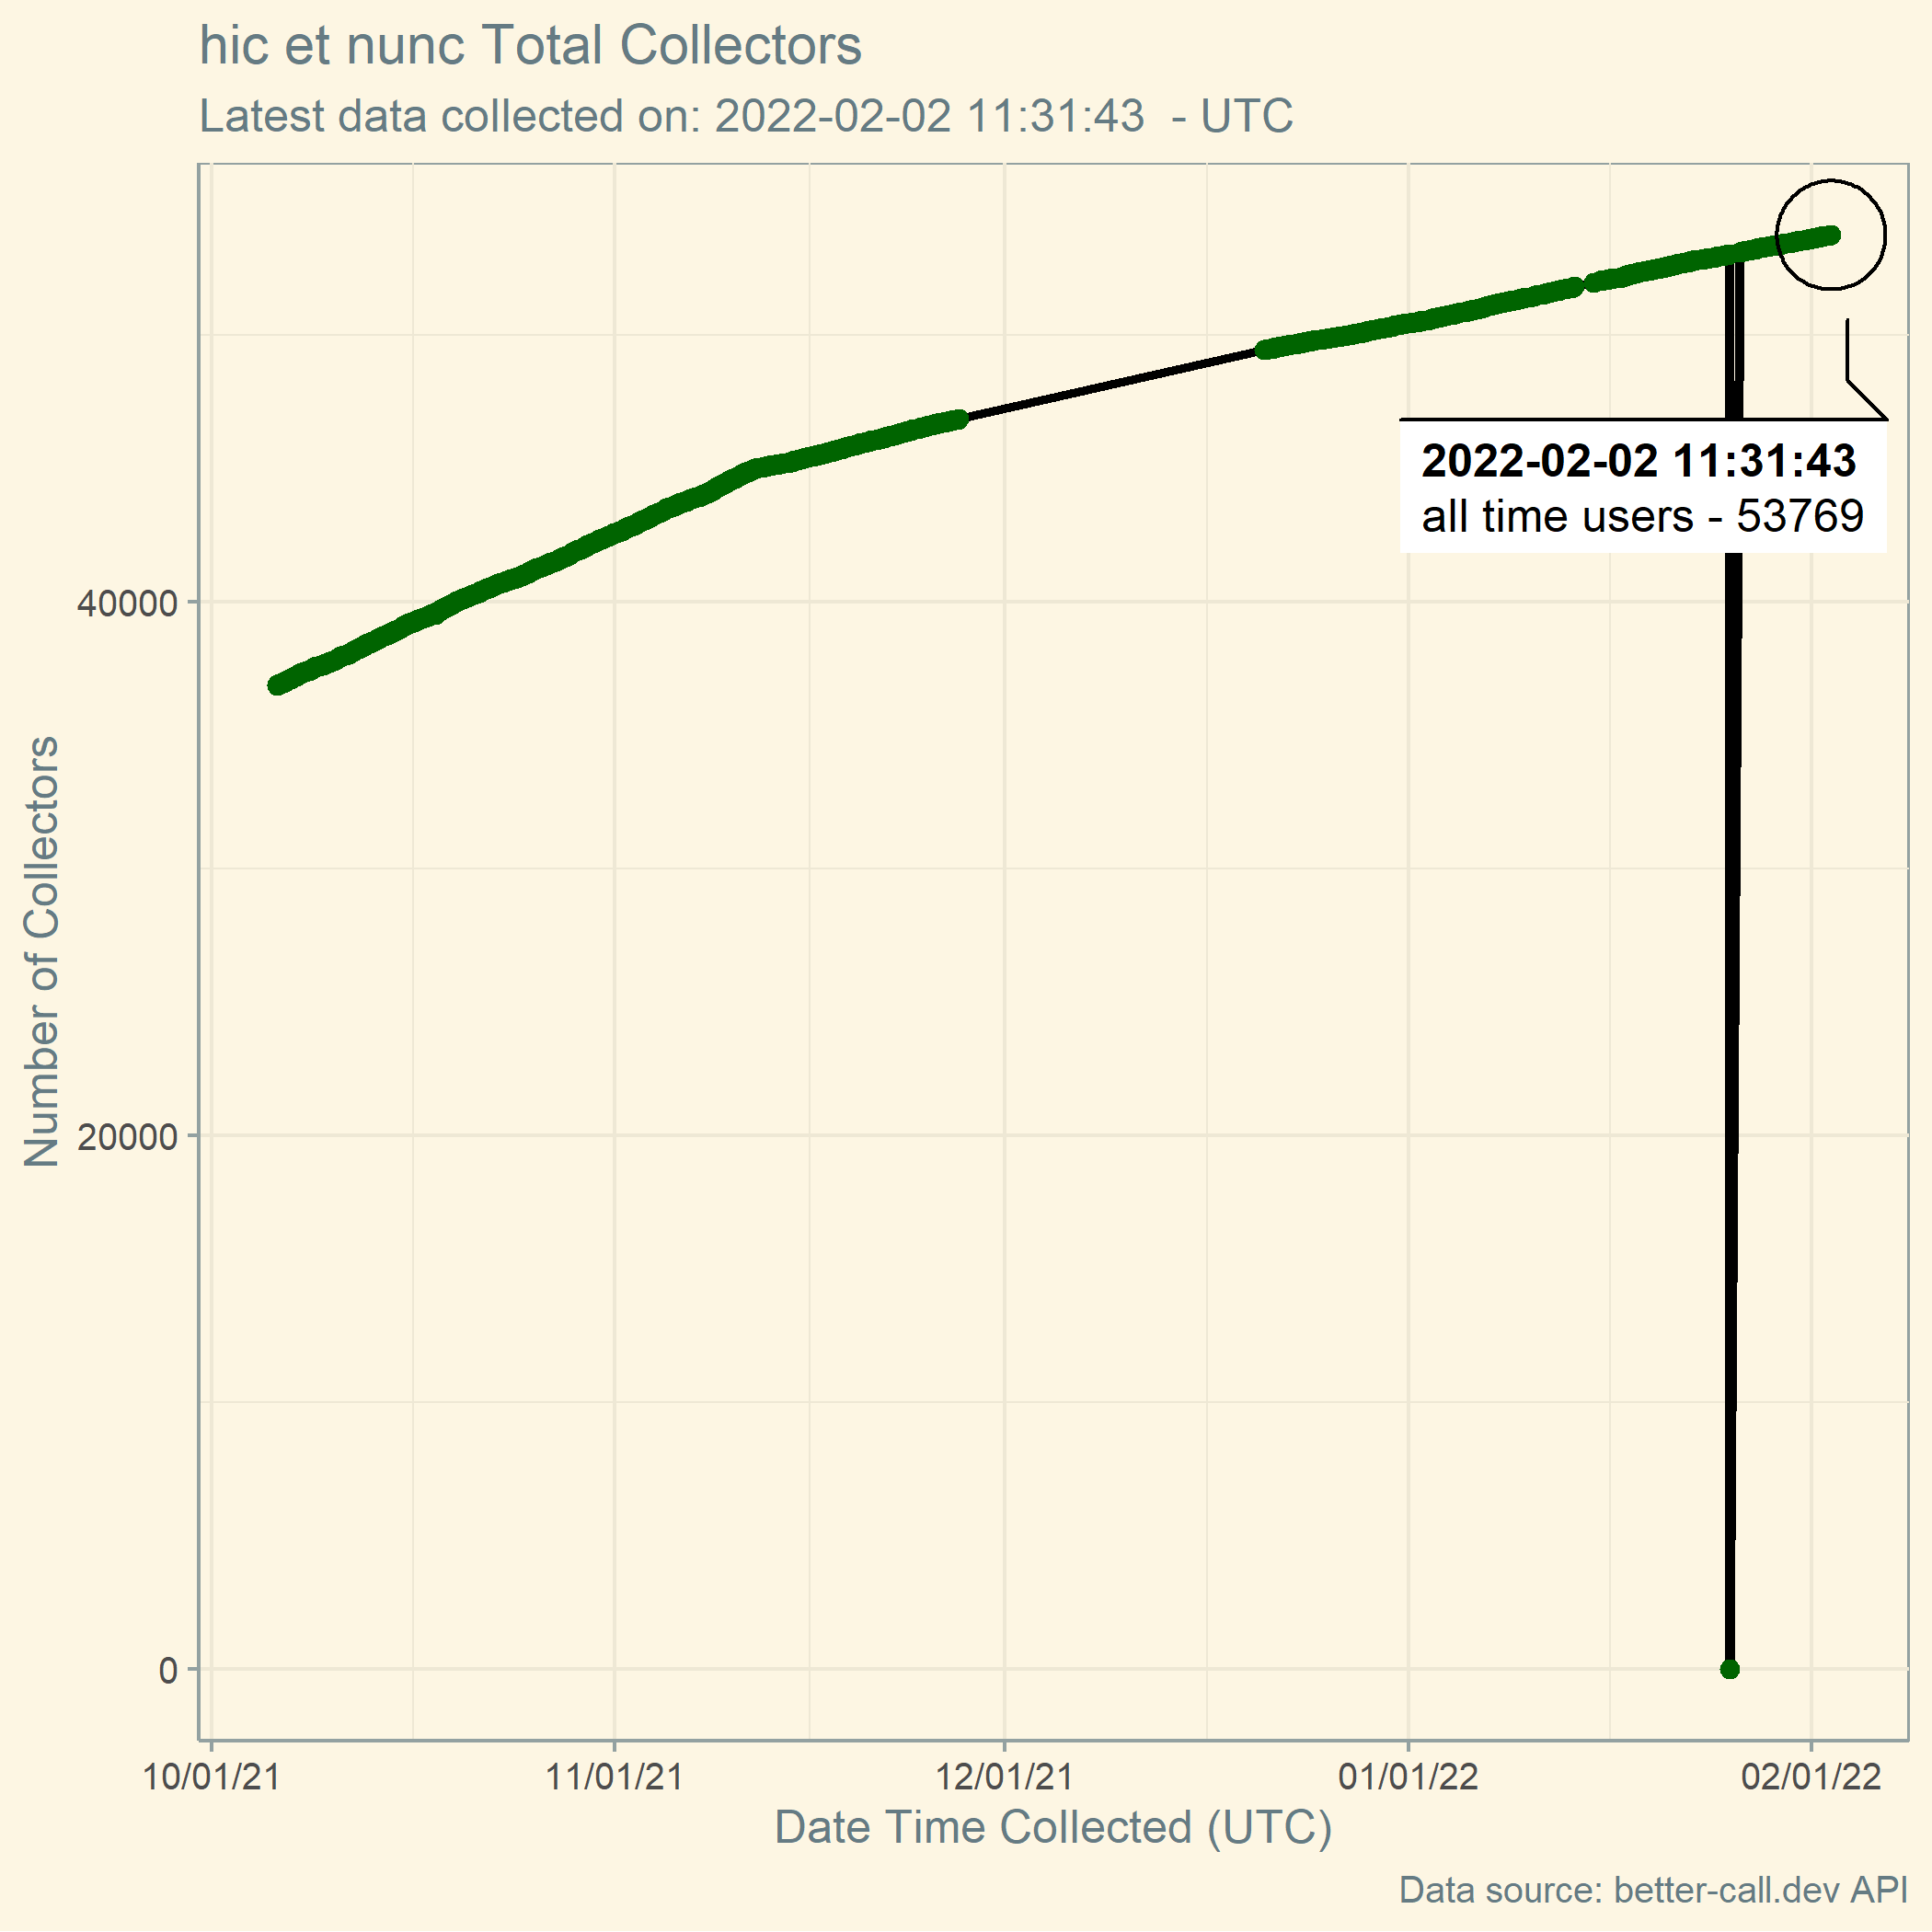 hic et nunc Total Collectors
Latest data collected on: 2022-02-02 11:31:43  - UTC
2022-02-02 11:31:43
all time users - 53769
Number of Collectors
40000
20000
0
10/01/21
11/01/21
12/01/21
01/01/22
02/01/22
Date Time Collected (UTC)
Data source: better-call.dev API